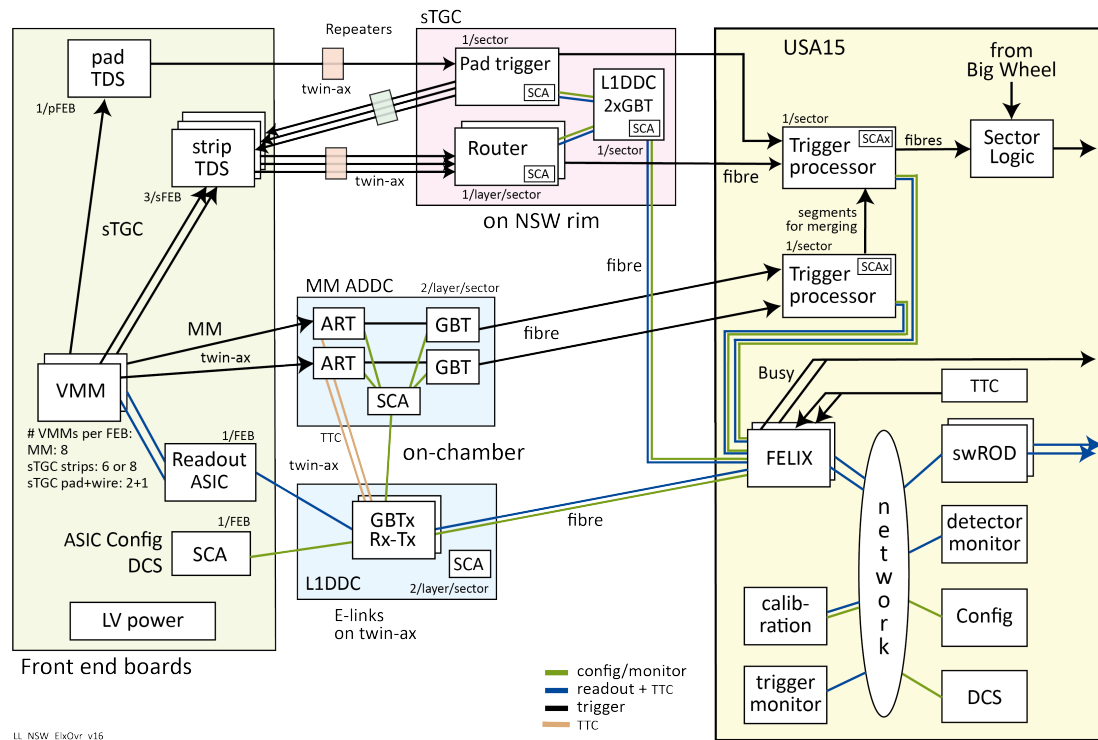 sTGC
Repeaters
USA15
1/sector
pad
TDS
Pad trigger
SCA
from
Big Wheel
L1DDC
2xGBT
SCA
twin-ax
1/pFEB
1/sector
strip
TDS
Router
SCA
1/sector
Trigger
processor
SCAx
fibres
Sector
Logic
fibre
twin-ax
1/layer/sector
3/sFEB
sTGC
on NSW rim
segments
for merging
1/sector
fibre
Trigger
processor
SCAx
MM ADDC
2/layer/sector
MM
ART
GBT
twin-ax
fibre
ART
GBT
Busy
TTC
VMM
SCA
# VMMs per FEB:
MM: 8
sTGC strips: 6 or 8
sTGC pad+wire: 2+1
1/FEB
TTC
on-chamber
Readout
ASIC
twin-ax
FELIX
swROD
GBTx
Rx-Tx
fibre
network
detector
monitor
1/FEB
ASIC Config
DCS
SCA
SCA
L1DDC
2/layer/sector
calib-
ration
Config
LV power
E-links
on twin-ax
Front end boards
config/monitor
readout + TTC
trigger
TTC
trigger
monitor
DCS
LL_NSW_ElxOvr_v16